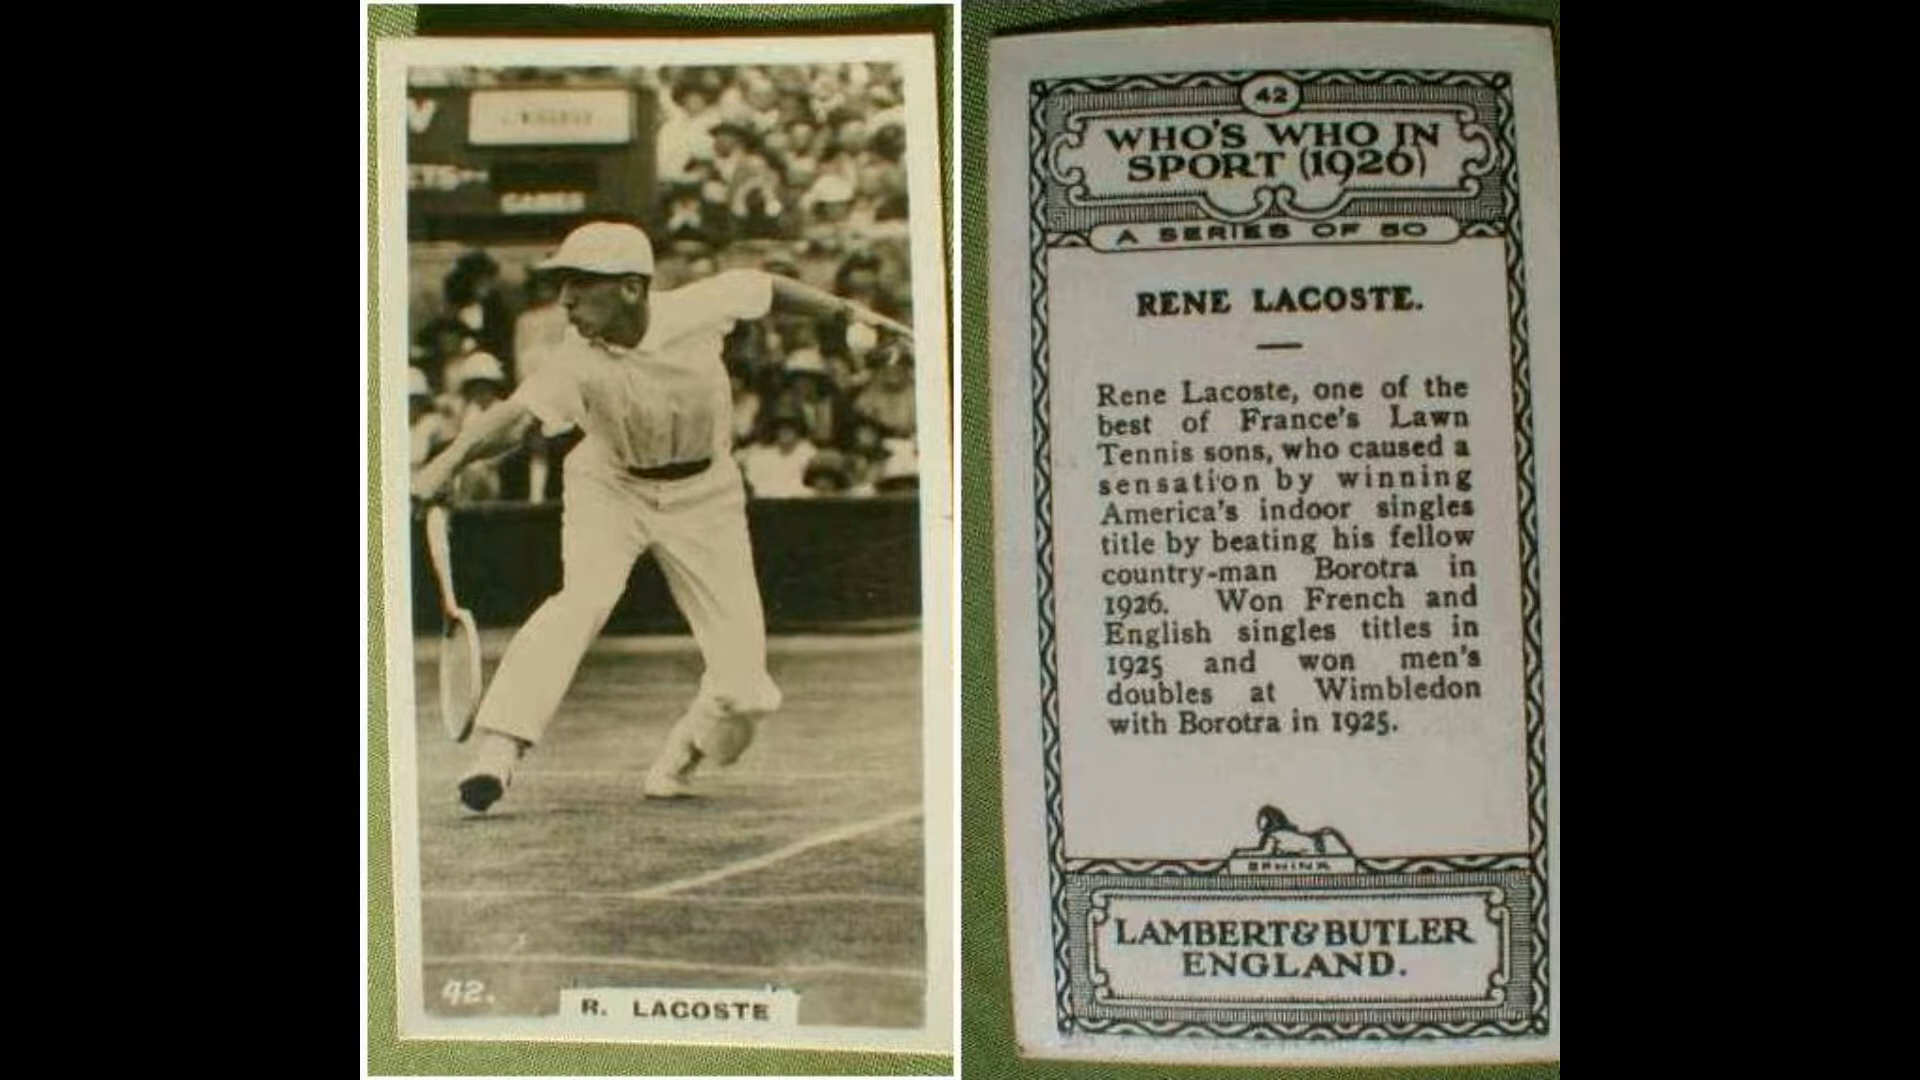 GAMES
42.
R. LACOSTE
42
WHO'S WHO IN
SPORT (1926)
A SERIES OF 50
RENE LACOSTE.
Rene Lacoste, one of the
best of France's Lawn
Tennis sons, who caused a
sensation by winning
America's indoor singles
title by beating his fellow
country-man Borotra in
1926. Won French and
English singles titles in
1925 and won men's
doubles at Wimbledon
with Borotra in 1925.
SPHINX
LAMBERT & BUTLER
ENGLAND.